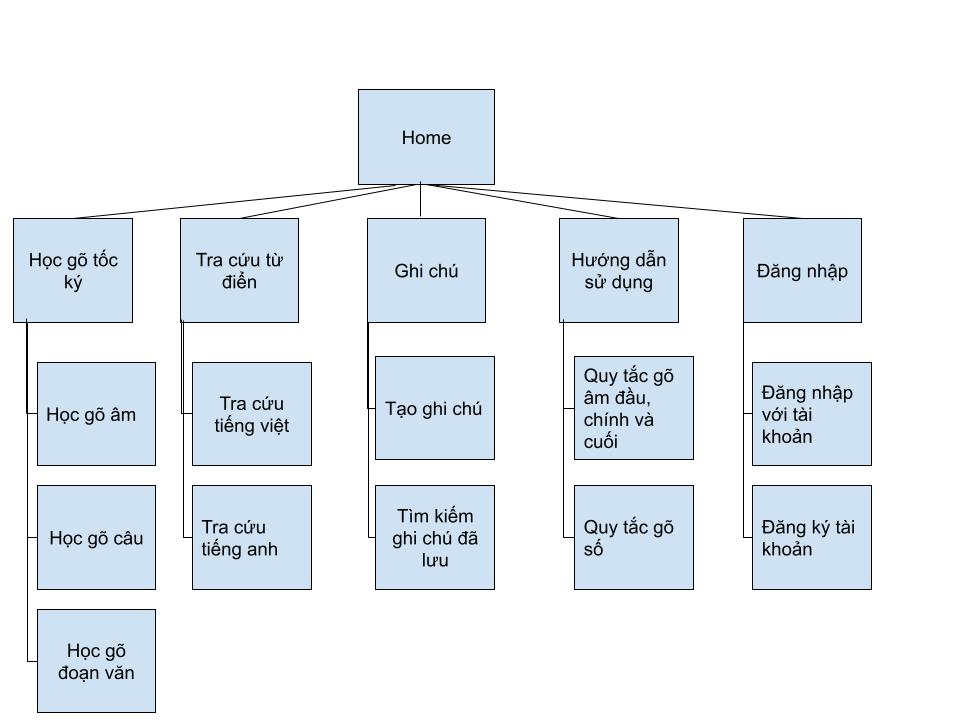 Home
Học gõ tốc
ký
Tra cứu từ
điển
Ghi chú
Hướng dẫn
sử dụng
Đăng nhập
Học gõ âm
Tra cứu
tiếng việt
Tạo ghi chú
Quy tắc gõ
âm đầu,
chính và
cuối
Đăng nhập
với tài
khoản
Học gõ câu
Tra cứu
tiếng anh
Tìm kiếm
ghi chú đã
lưu
Quy tắc gõ
số
Đăng ký tài
khoản
Học gõ
đoạn văn